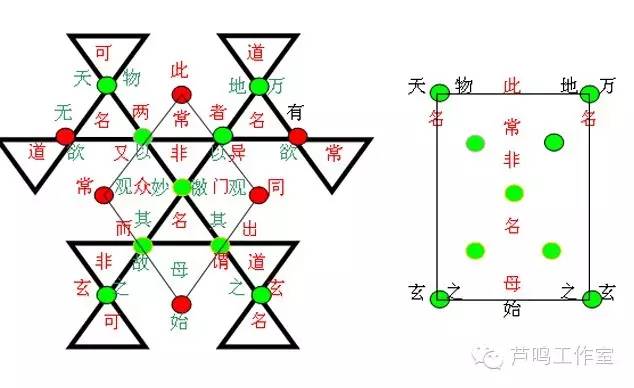 可 道
天 物 此 地 万
无 名 两 常 者 名 有
道 欲 又 以 非 以 异 欲 常
常 观 众 妙 徼 门 观 同
而 其 名 其 出
非 故 母 谓 道
玄 之 之 玄
可 始 名
天 物 此 地 万
名 名
常
非
名
母
玄 之 之 玄
始
芦鸣工作室